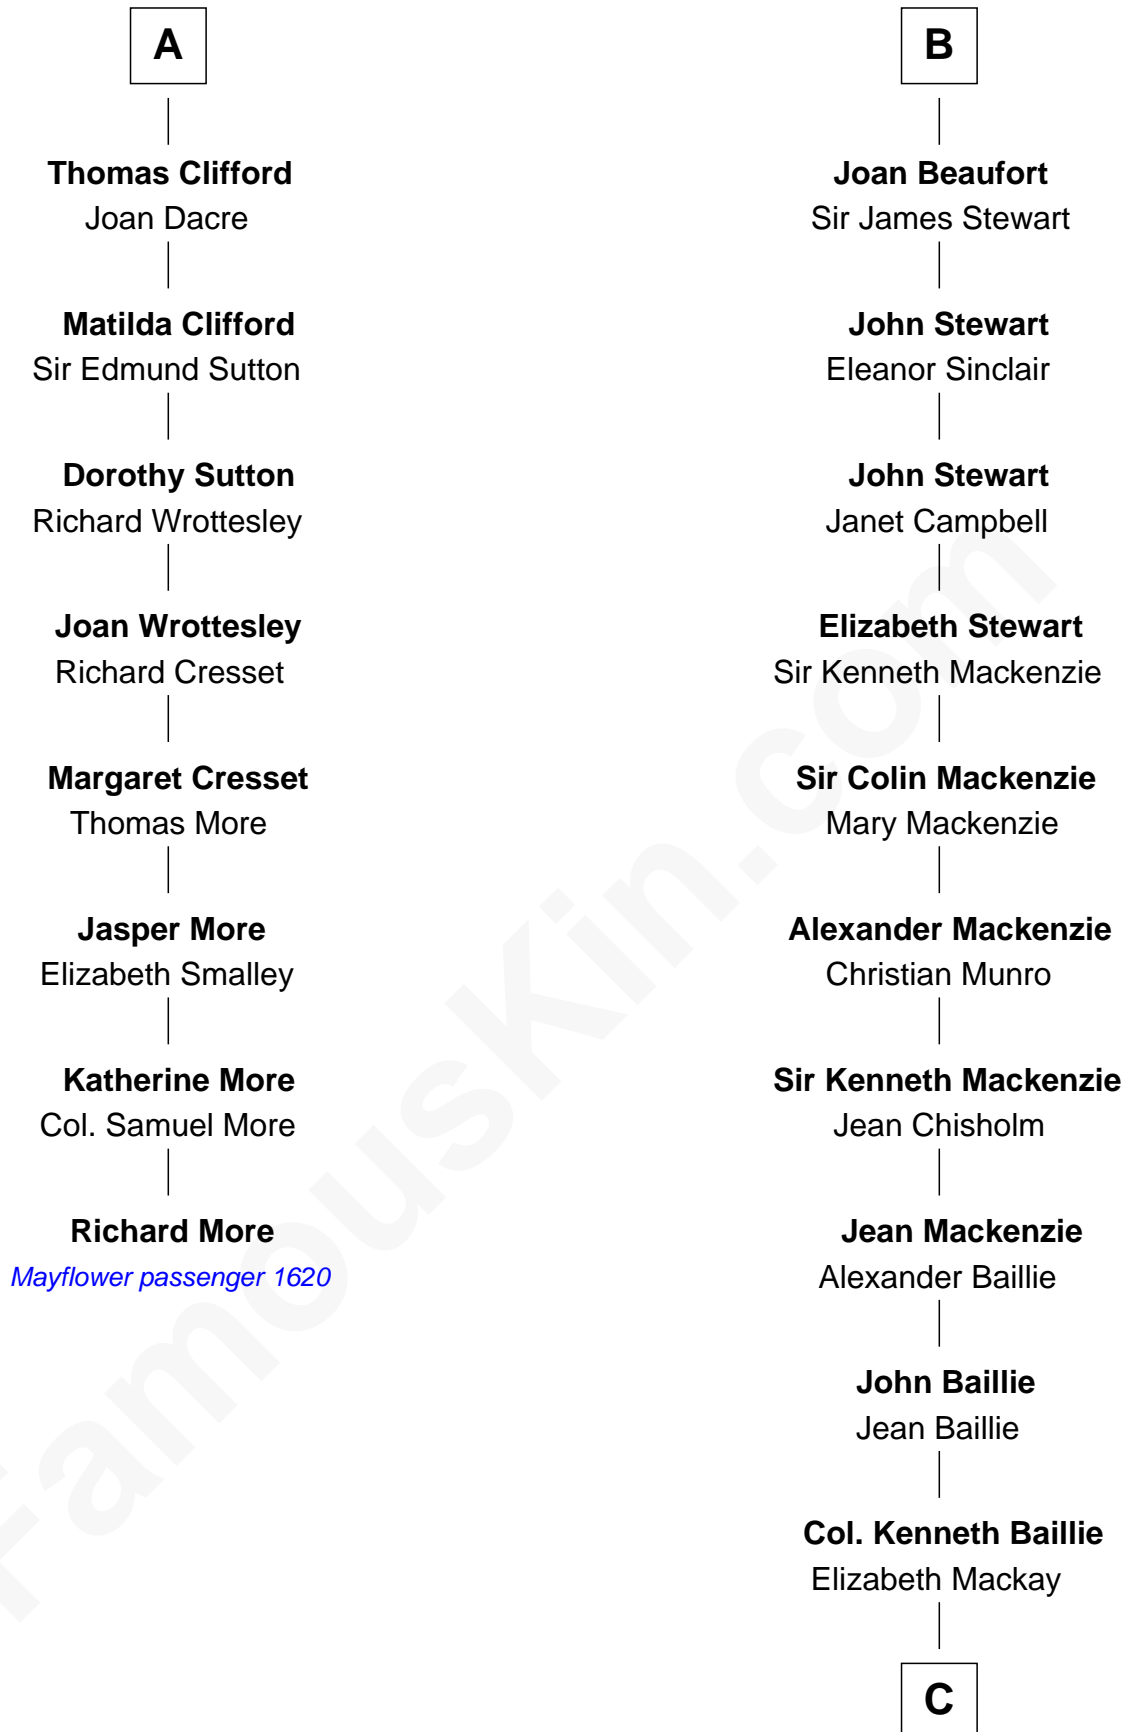 A
Thomas Clifford
Joan Dacre
Matilda Clifford
Sir Edmund Sutton
Dorothy Sutton
Richard Wrottesley
Joan Wrottesley
Richard Cresset
Margaret Cresset
Thomas More
Jasper More
Elizabeth Smalley
Katherine More
Col. Samuel More
Richard More
Mayflower passenger 1620
B
Joan Beaufort
Sir James Stewart
John Stewart
Eleanor Sinclair
John Stewart
Janet Campbell
Elizabeth Stewart
Sir Kenneth Mackenzie
Sir Colin Mackenzie
Mary Mackenzie
Alexander Mackenzie
Christian Munro
Sir Kenneth Mackenzie
Jean Chisholm
Jean Mackenzie
Alexander Baillie
John Baillie
Jean Baillie
Col. Kenneth Baillie
Elizabeth Mackay
C
FamousKin.com